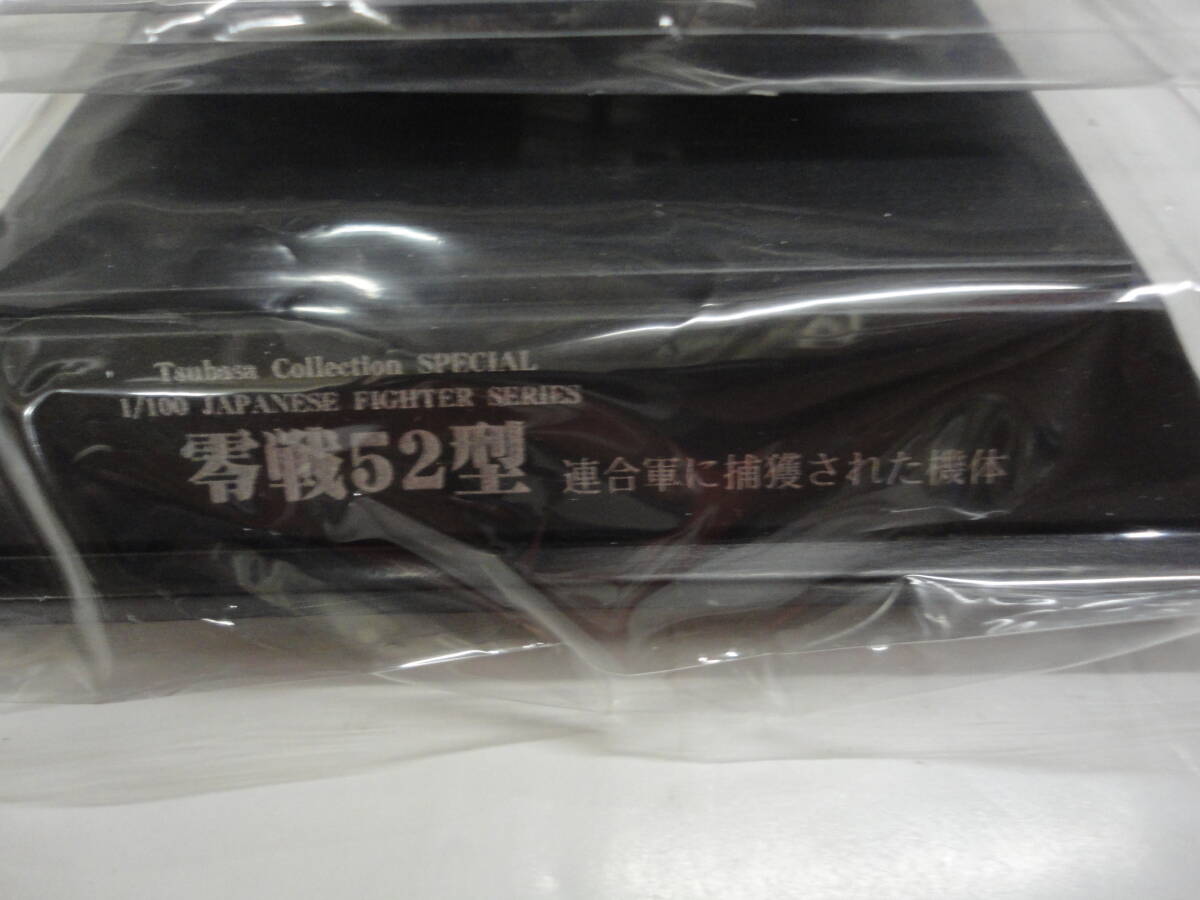 Tsubasa Collection SPECIAL
1/100 JAPANESE FIGHTER SERIES
零戦52型 連合軍に捕獲された機体